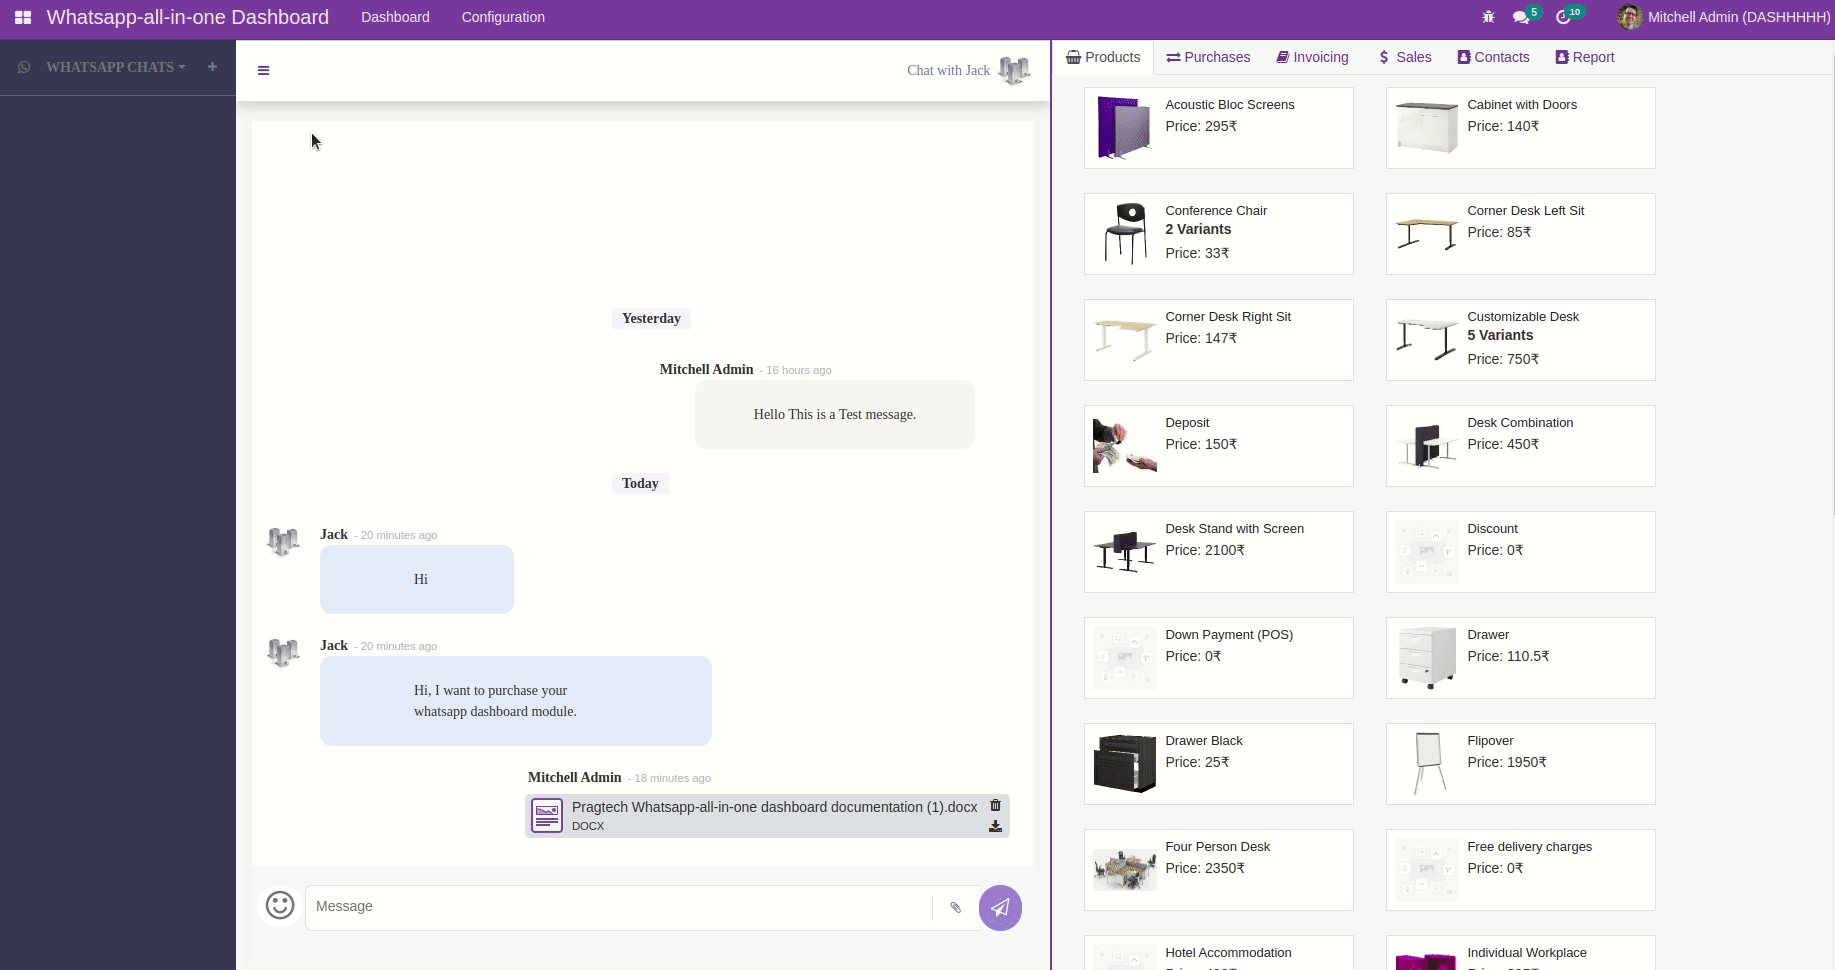 Whatsapp-all-in-one Dashboard
Dashboard
Configuration
5
10
Mitchell Admin (DASHHHHH)
WHATSAPP CHATS
Chat with Jack
Yesterday
Mitchell Admin - 16 hours ago
Hello This is a Test message.
Today
Jack - 20 minutes ago
Hi
Jack - 20 minutes ago
Hi, I want to purchase your
whatsapp dashboard module.
Mitchell Admin - 18 minutes ago
Pragtech Whatsapp-all-in-one dashboard documentation (1).docx
DOCX
Message
Products
Purchases
Invoicing
Sales
Contacts
Report
Acoustic Bloc Screens
Price: 295₹
Cabinet with Doors
Price: 140₹
Conference Chair
2 Variants
Price: 33₹
Corner Desk Left Sit
Price: 85₹
Corner Desk Right Sit
Price: 147₹
Customizable Desk
5 Variants
Price: 750₹
Deposit
Price: 150₹
Desk Combination
Price: 450₹
Desk Stand with Screen
Price: 2100₹
Discount
Price: 0₹
Down Payment (POS)
Price: 0₹
Drawer
Price: 110.5₹
Drawer Black
Price: 25₹
Flipover
Price: 1950₹
Four Person Desk
Price: 2350₹
Free delivery charges
Price: 0₹
Hotel Accommodation
Individual Workplace